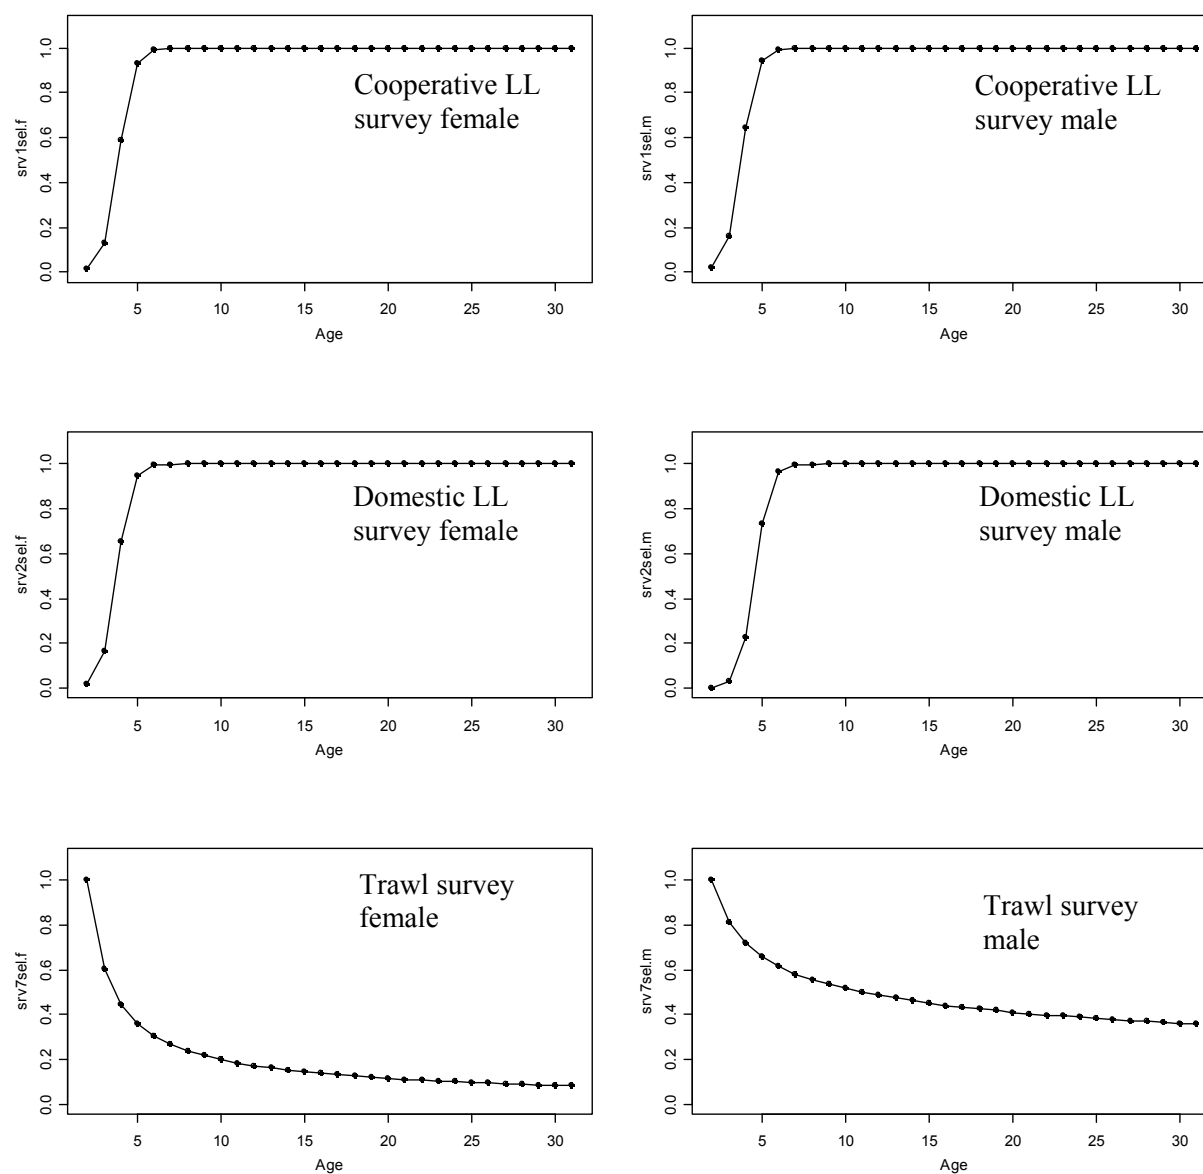 srv1sel.f
0.0 0.2 0.4 0.6 0.8 1.0
Cooperative LL
survey female
5 10 15 20 25 30
Age
srv1sel.m
0.0 0.2 0.4 0.6 0.8 1.0
Cooperative LL
survey male
5 10 15 20 25 30
Age
srv2sel.f
0.0 0.2 0.4 0.6 0.8 1.0
Domestic LL
survey female
5 10 15 20 25 30
Age
srv2sel.m
0.0 0.2 0.4 0.6 0.8 1.0
Domestic LL
survey male
5 10 15 20 25 30
Age
srv7sel.f
0.0 0.2 0.4 0.6 0.8 1.0
Trawl survey
female
5 10 15 20 25 30
Age
srv7sel.m
0.0 0.2 0.4 0.6 0.8 1.0
Trawl survey
male
5 10 15 20 25 30
Age